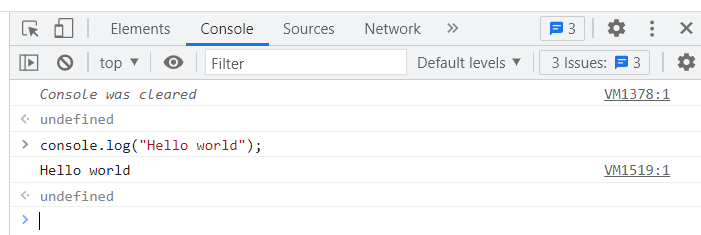 Elements Console Sources Network 3
top Filter Default levels 3 Issues: 3
Console was cleared VM1378:1
undefined
console.log("Hello world");
Hello world VM1519:1
undefined